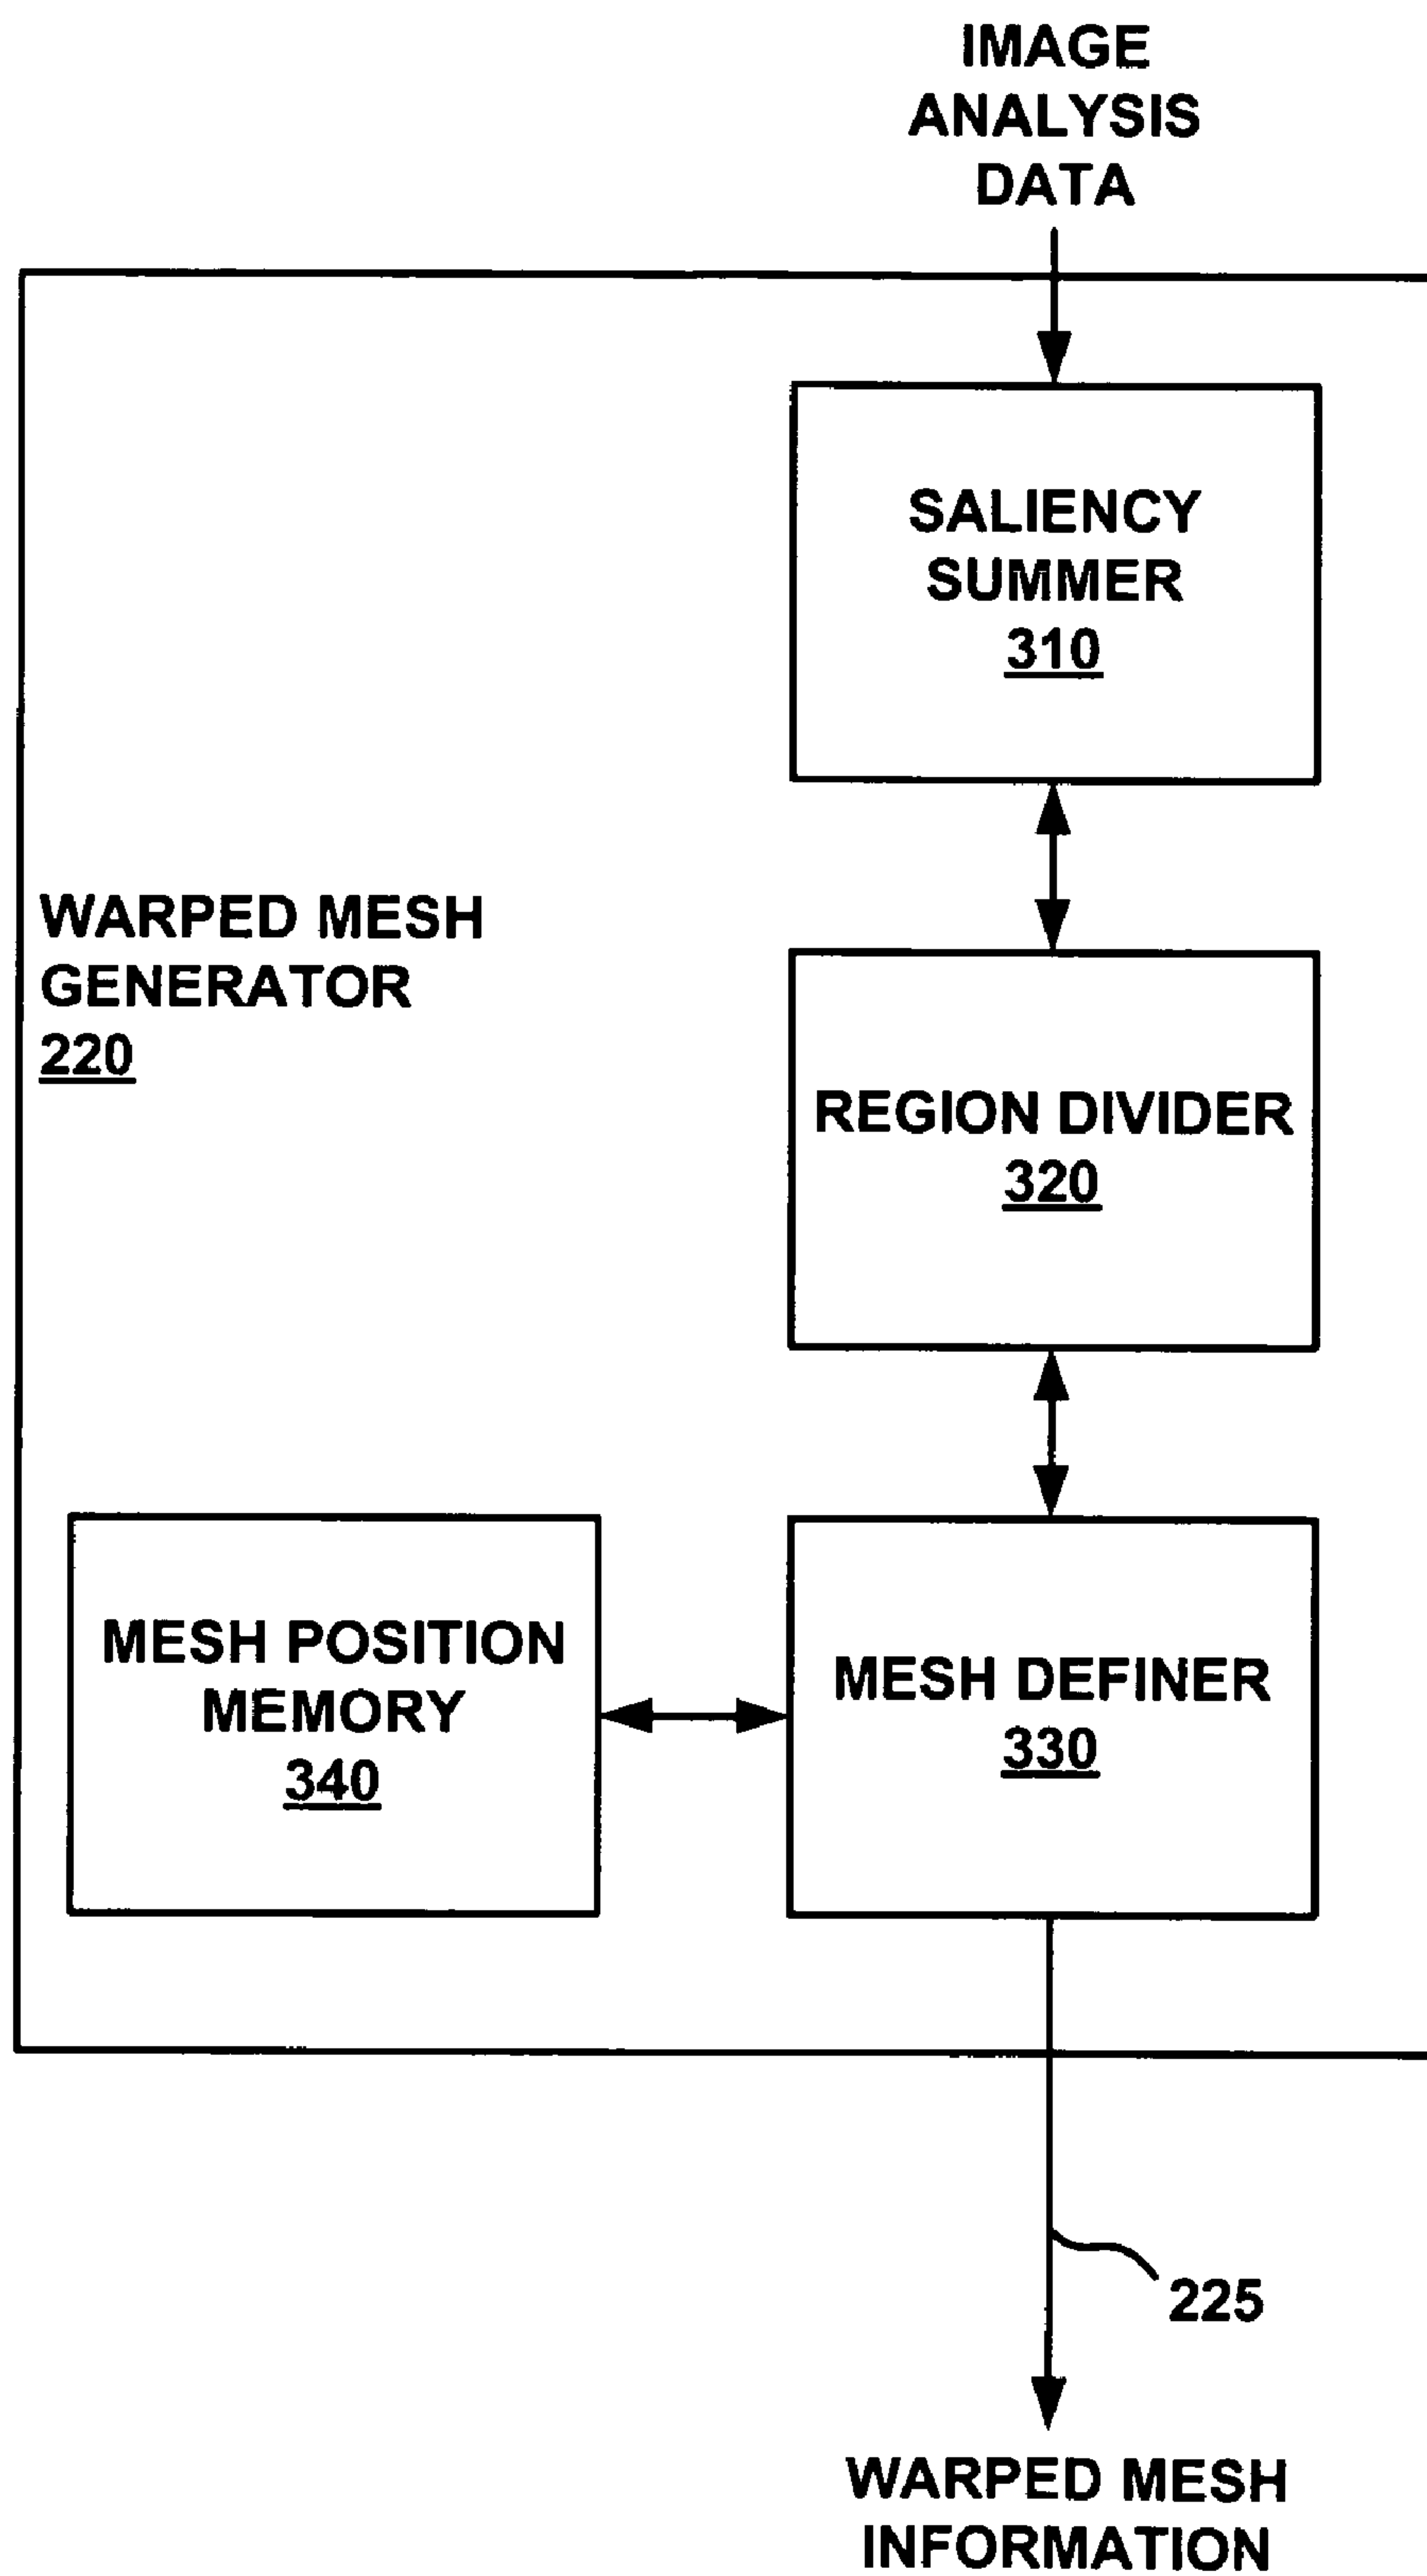 IMAGE
ANALYSIS
DATA
SALIENCY
SUMMER
310
WARPED MESH
GENERATOR
220
REGION DIVIDER
320
MESH POSITION
MEMORY
340
MESH DEFINER
330
225
WARPED MESH
INFORMATION